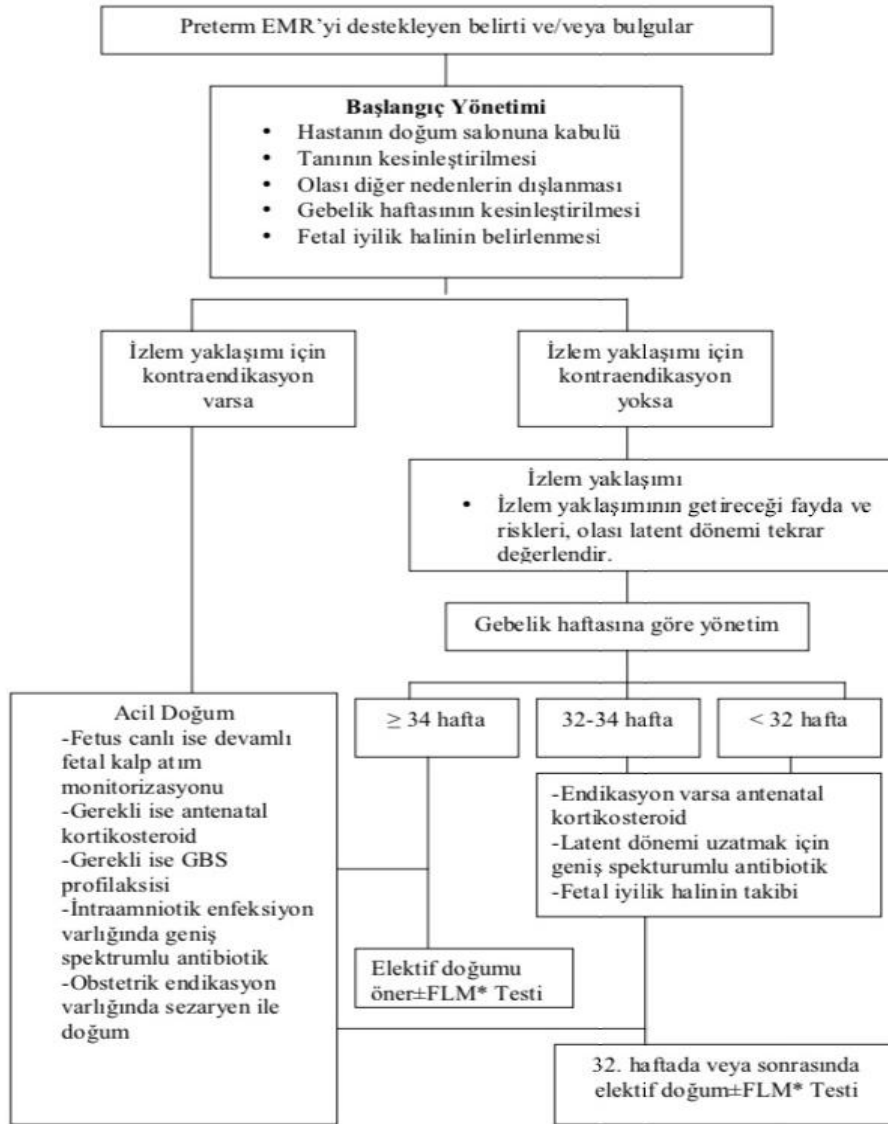 Preterm EMR’yi destekleyen belirti ve/veya bulgular
Başlangıç Yönetimi
• Hastanın doğum salonuna kabulü
• Tanının kesinleştirilmesi
• Olası diğer nedenlerin dışlanması
• Gebelik haftasının kesinleştirilmesi
• Fetal iyilik halinin belirlenmesi
İzlem yaklaşımı için
kontraendikasyon
varsa
İzlem yaklaşımı için
kontraendikasyon
yoksa
İzlem yaklaşımı
• İzlem yaklaşımının getireceği fayda ve
riskleri, olası latent dönemi tekrar
değerlendir.
Gebelik haftasına göre yönetim
≥ 34 hafta
32-34 hafta
< 32 hafta
Acil Doğum
-Fetus canlı ise devamlı
fetal kalp atım
monitorizasyonu
-Gerekli ise antenatal
kortikosteroid
-Gerekli ise GBS
profilaksisi
-İntraamniotik enfeksiyon
varlığında geniş
spektrumlu antibiotik
-Obstetrik endikasyon
varlığında sezaryen ile
doğum
-Endikasyon varsa antenatal
kortikosteroid
-Latent dönemi uzatmak için
geniş spekturumlu antibiotik
-Fetal iyilik halinin takibi
Elektif doğumu
öner±FLM* Testi
32. haftada veya sonrasında
elektif doğum±FLM* Testi